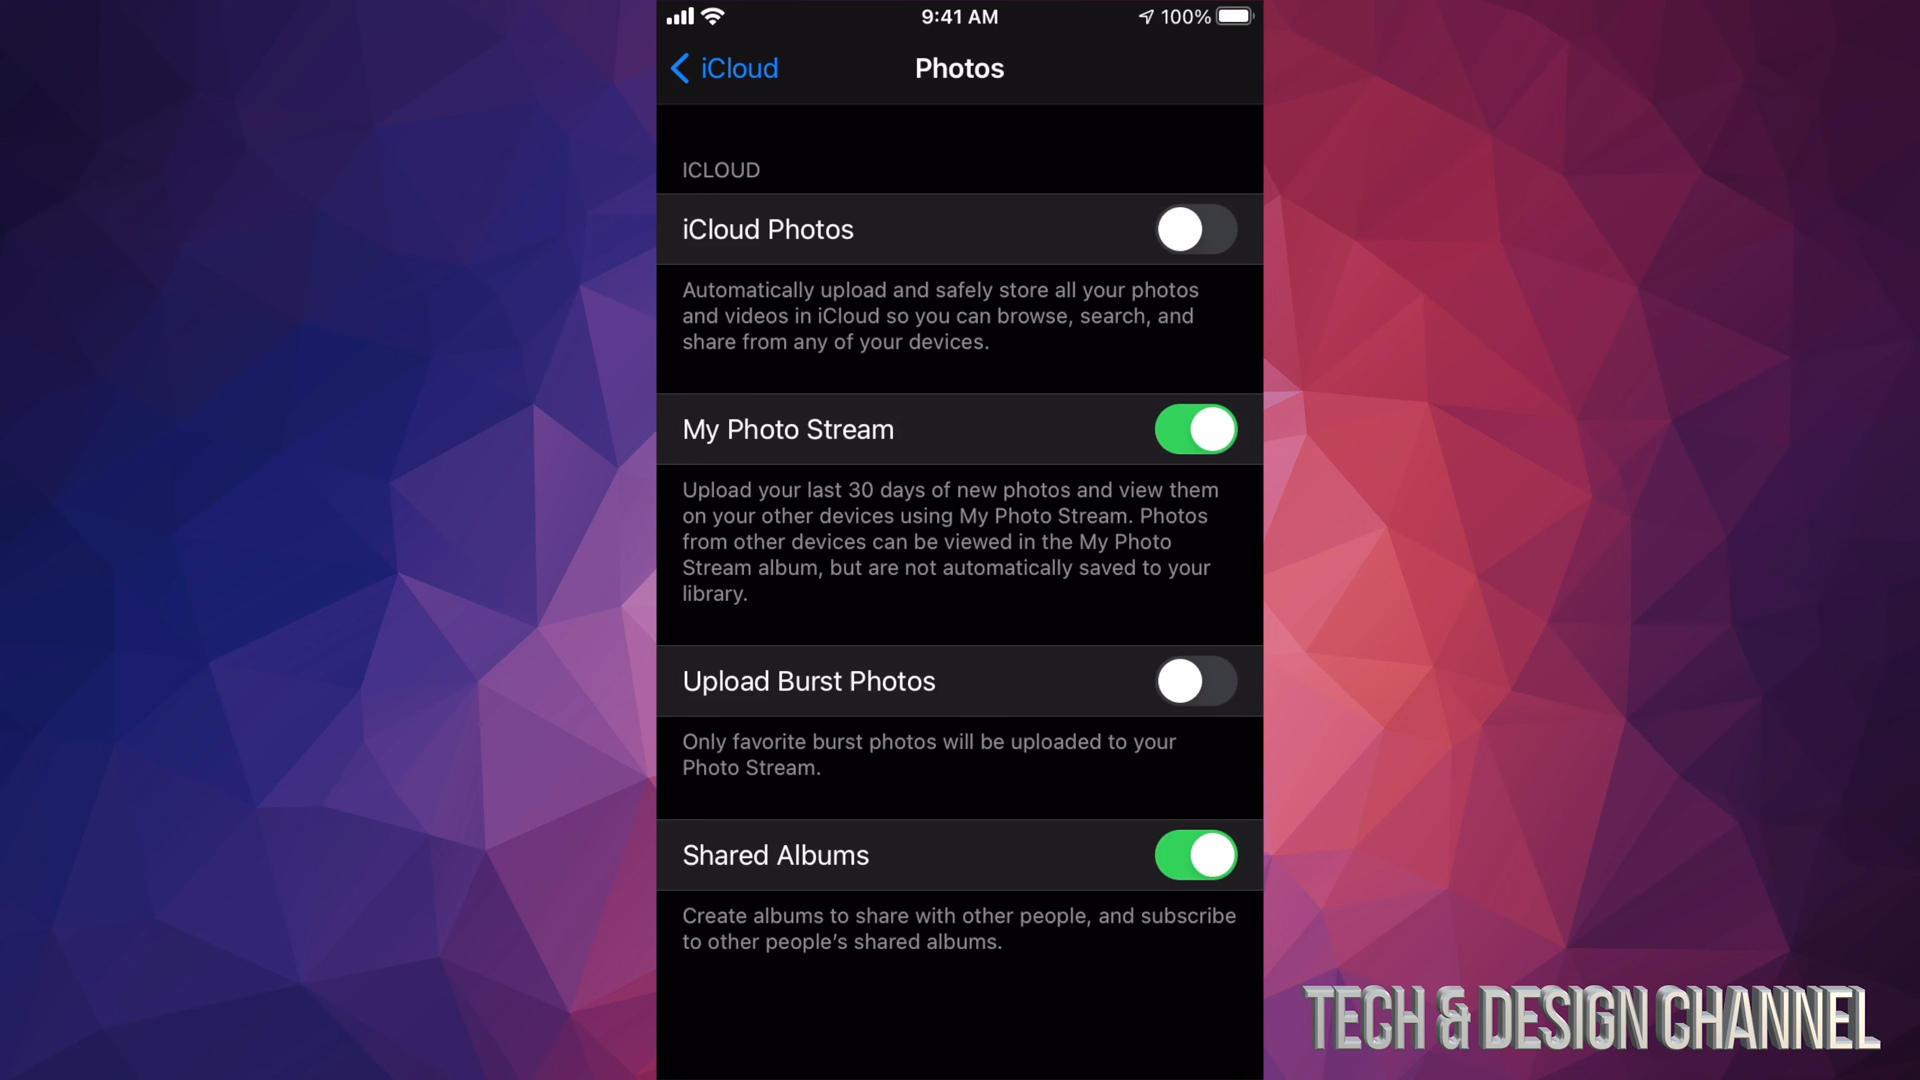 9:41 AM
100%
iCloud
Photos
ICLOUD
iCloud Photos
Automatically upload and safely store all your photos
and videos in iCloud so you can browse, search, and
share from any of your devices.
My Photo Stream
Upload your last 30 days of new photos and view them
on your other devices using My Photo Stream. Photos
from other devices can be viewed in the My Photo
Stream album, but are not automatically saved to your
library.
Upload Burst Photos
Only favorite burst photos will be uploaded to your
Photo Stream.
Shared Albums
Create albums to share with other people, and subscribe
to other people’s shared albums.
TECH & DESIGN CHANNEL